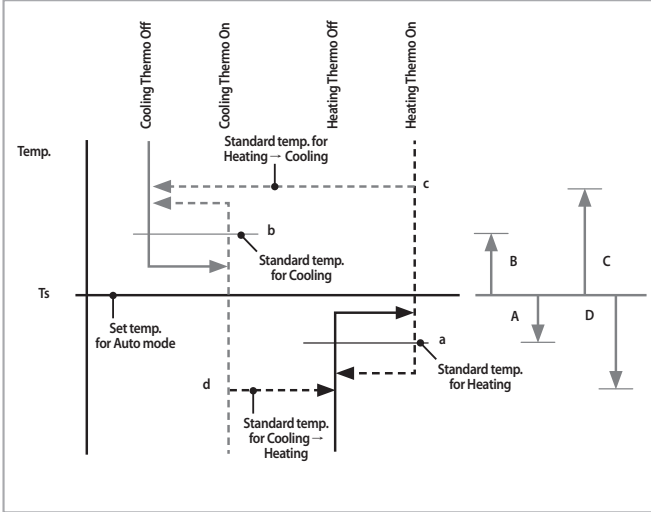 Cooling Thermo Off
Cooling Thermo On
Heating Thermo Off
Heating Thermo On
Temp.
Standard temp. for
Heating → Cooling
c
b
Standard temp.
for Cooling
B
C
Ts
Set temp.
for Auto mode
A
D
a
Standard temp.
for Heating
d
Standard temp.
for Cooling →
Heating